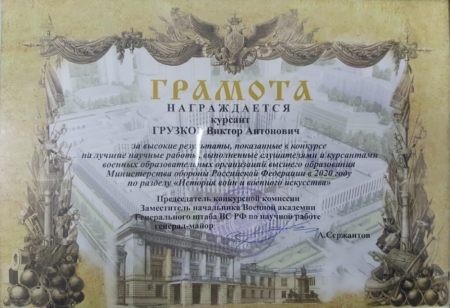 ГРАМОТА
НАГРАЖДАЕТСЯ
курсант
ГРУЗКОВ Виктор Антонович
за высокие результаты, показанные в конкурсе
на лучшие научные работы, выполненные слушателями и курсантами
военных образовательных организаций высшего образования
Министерства обороны Российской Федерации в 2020 году
по разделу «История войн и военного искусства»
Председатель конкурсной комиссии
Заместитель начальника Военной академии
Генерального штаба ВС РФ по научной работе
генерал-майор
А.Сержантов